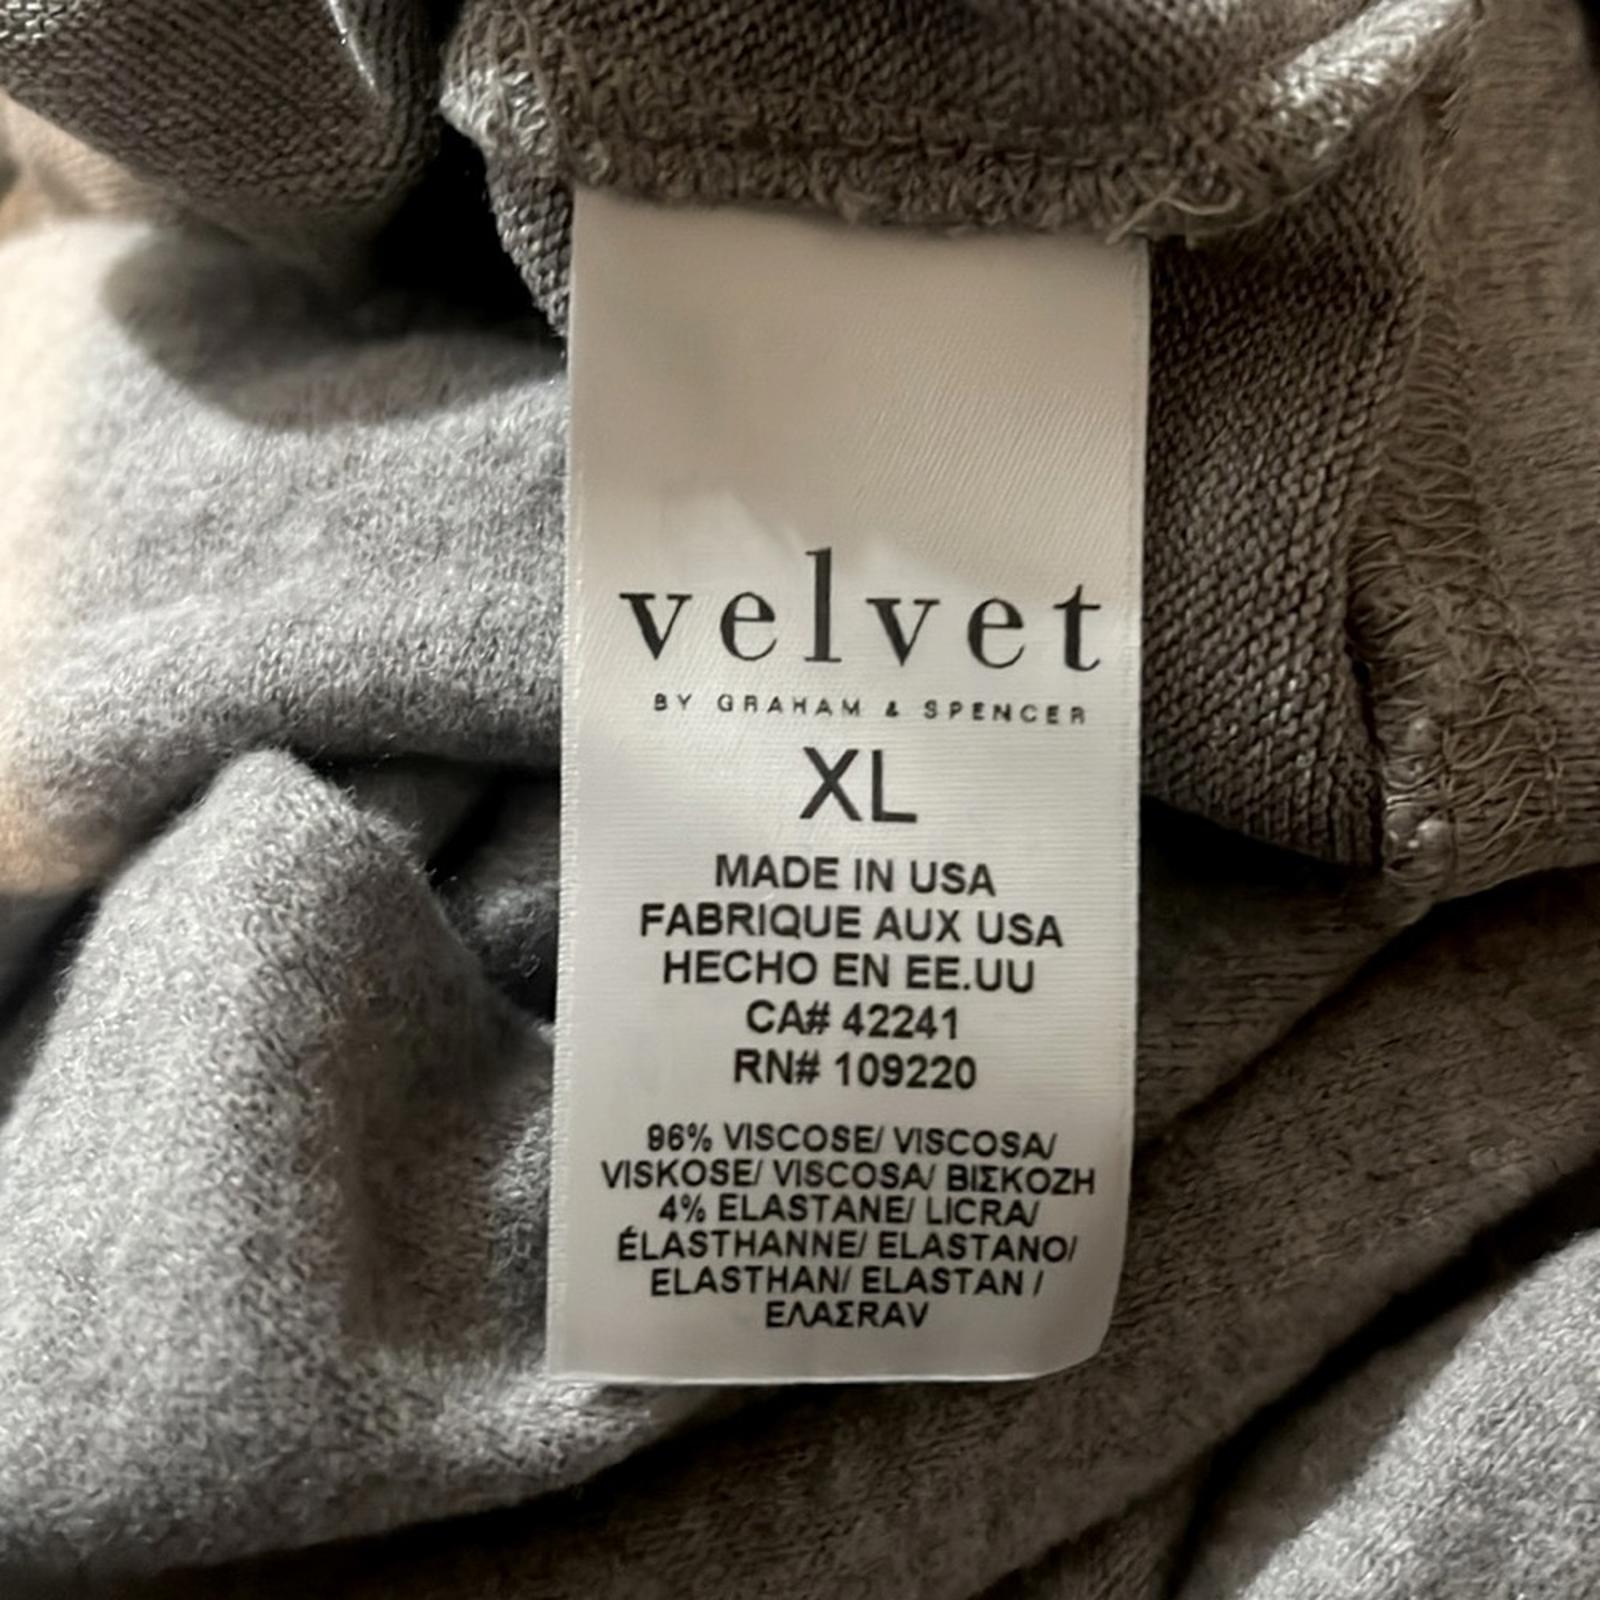 velvet
BY GRAHAM & SPENCER
XL
MADE IN USA
FABRIQUE AUX USA
HECHO EN EE.UU
CA# 42241
RN# 109220
96% VISCOSE/ VISCOSA/
VISKOSE/ VISCOSA/ ΒΙΣΚΟΖΗ
4% ELASTANE/ LICRA/
ÉLASTHANNE/ ELASTANO/
ELASTHAN/ ELASTAN /
ΕΛΑΣRAV